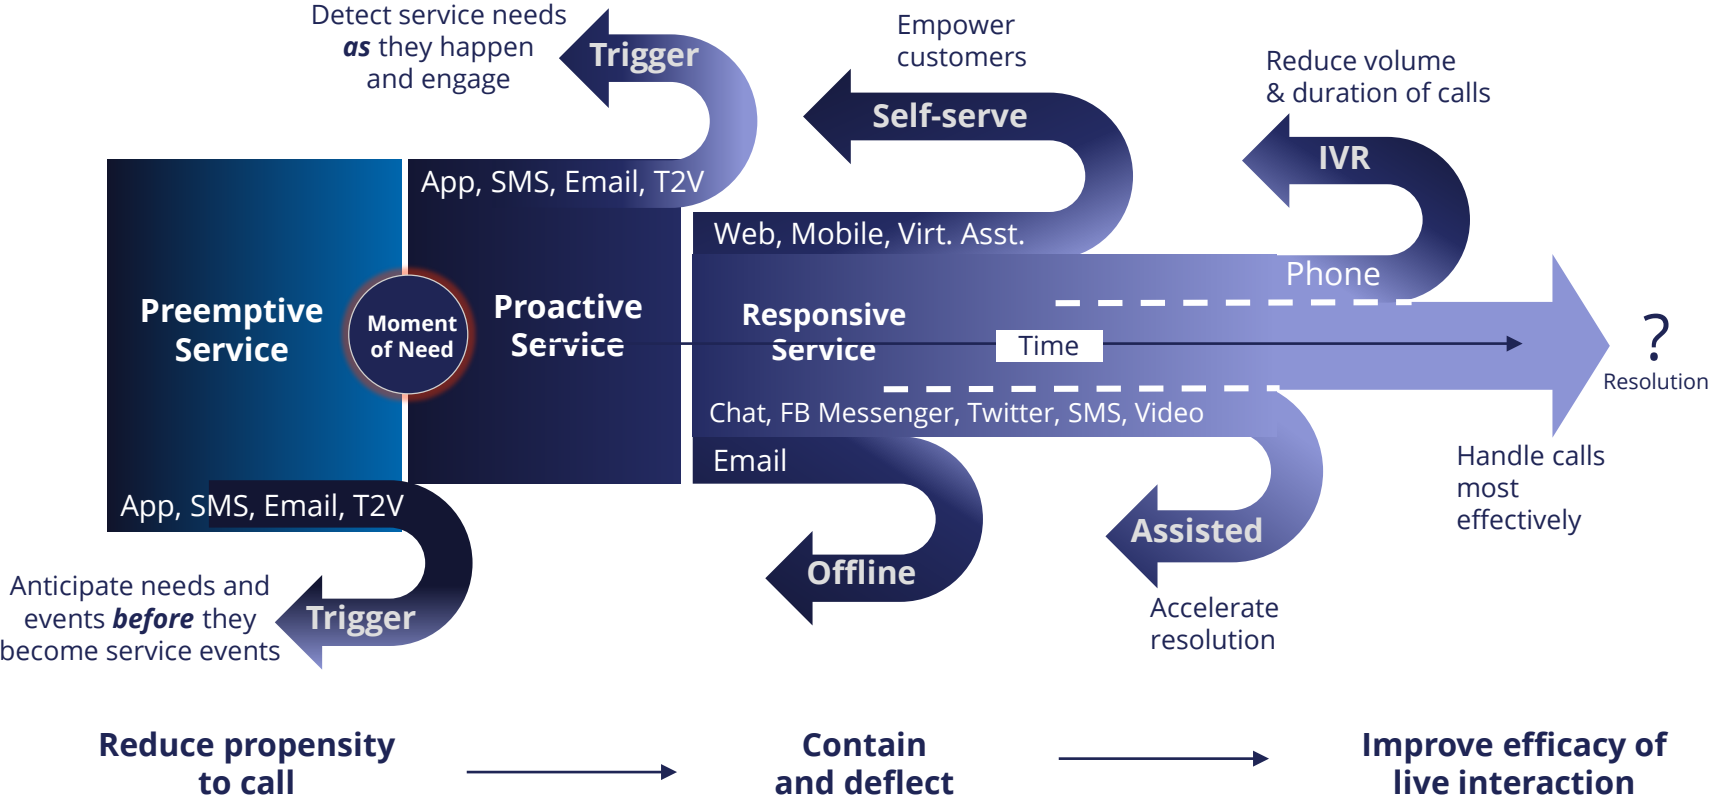 Detect service needs
as they happen
and engage
Trigger
Empower
customers
Self-serve
Reduce volume
& duration of calls
IVR
App, SMS, Email, T2V
Web, Mobile, Virt. Asst.
Phone
Preemptive
Service
Moment
of Need
Proactive
Service
Responsive
Service
Time
?
Resolution
Chat, FB Messenger, Twitter, SMS, Video
Email
App, SMS, Email, T2V
Handle calls
most
effectively
Assisted
Offline
Anticipate needs and
events before they
become service events
Trigger
Accelerate
resolution
Reduce propensity
to call
Contain
and deflect
Improve efficacy of
live interaction